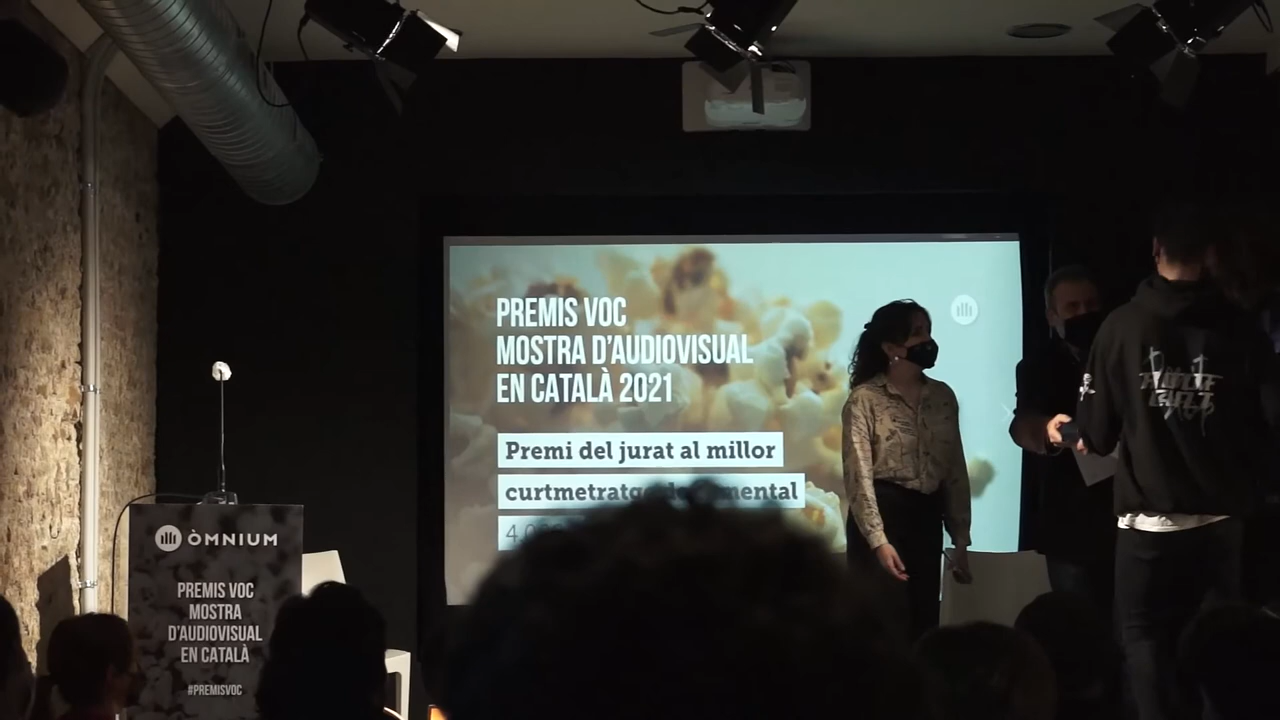 PREMIS VOC
MOSTRA D'AUDIOVISUAL
EN CATALÀ 2021
Premi del jurat al millor
ÒMNIUM
PREMIS VOC
MOSTRA
D'AUDIOVISUAL
EN CATALÀ
#PREMISVOC